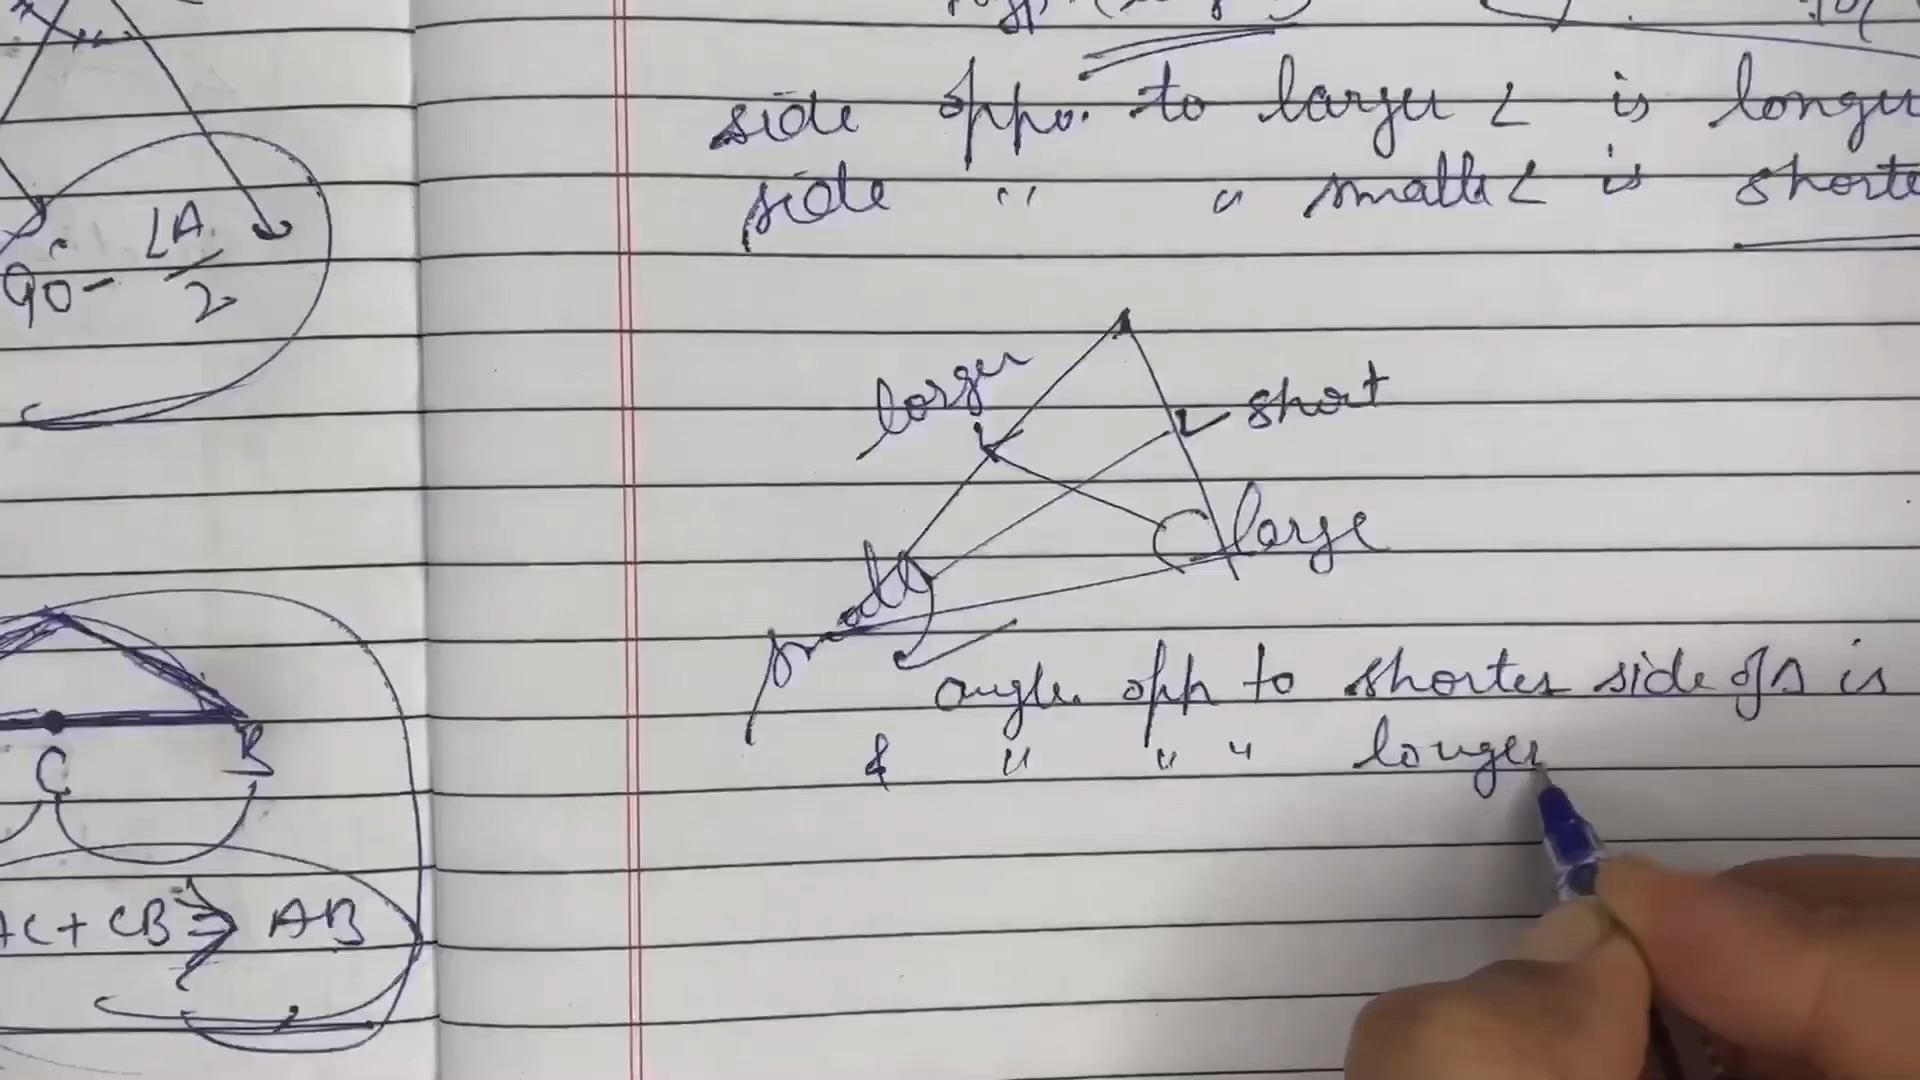 90° - ∠A/2
C
B
AC + CB ≥ AB
side oppo. to larger ∠ is longer
side " " smaller ∠ is shorte
larger
short
large
small
angle opp to shorter side of Δ is
& " " " longer